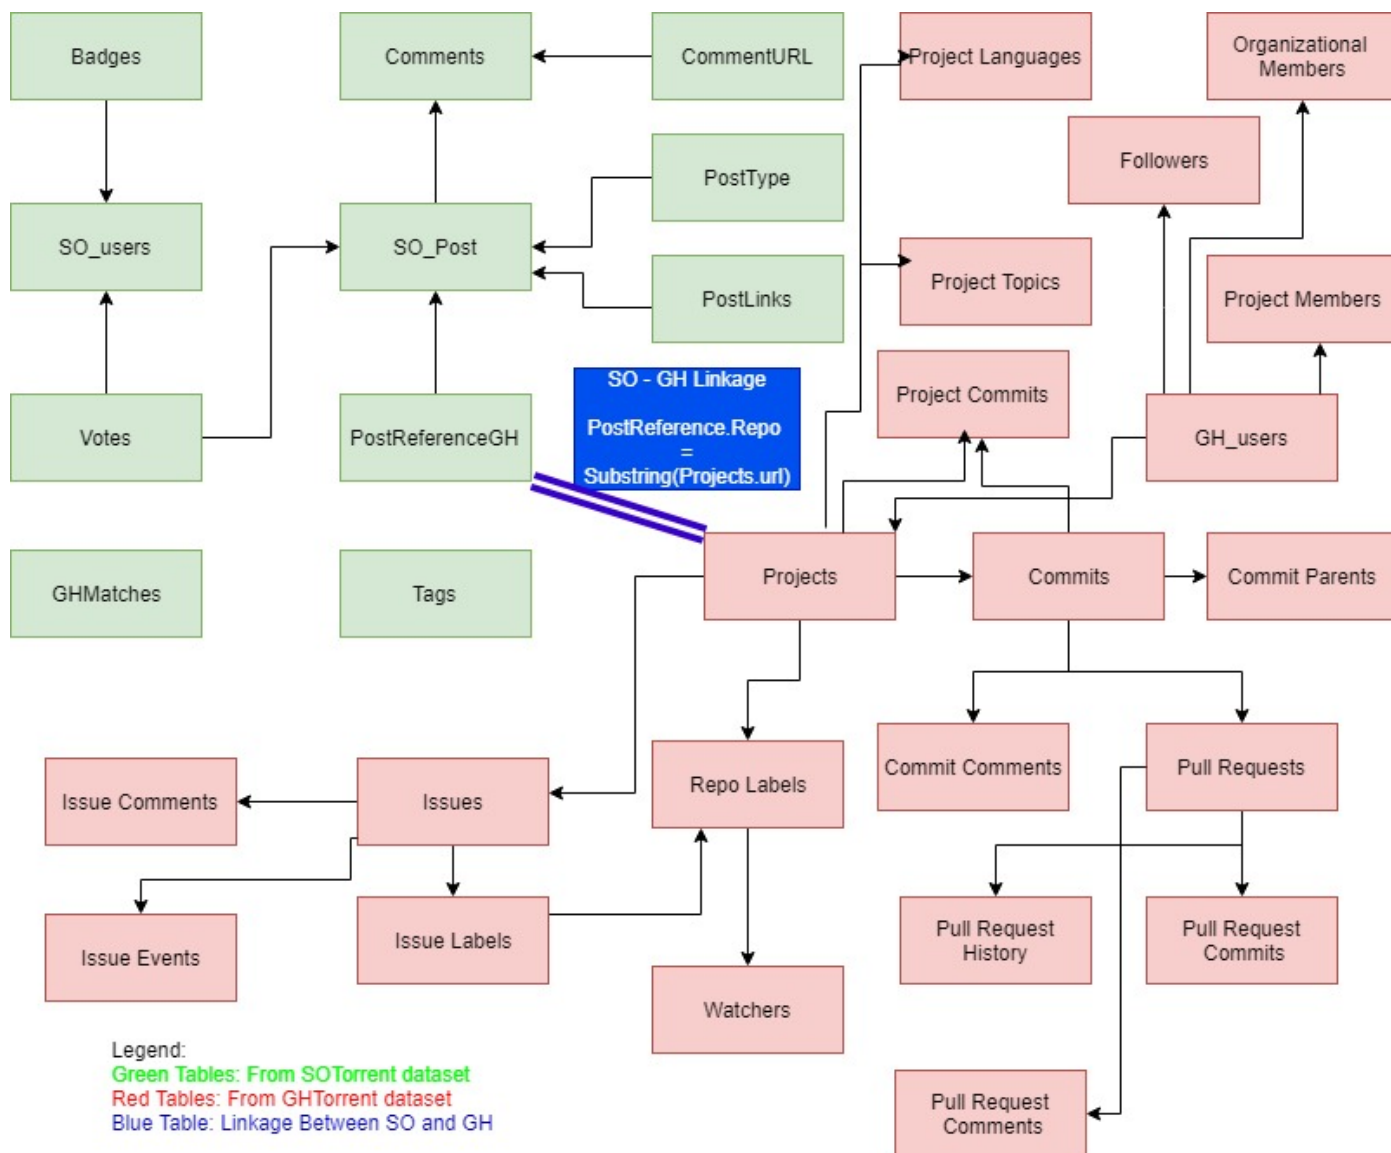 Badges
Comments
CommentURL
Project Languages
Organizational
Members
Followers
PostType
SO_users
SO_Post
Project Topics
PostLinks
Project Members
SO - GH Linkage
PostReference.Repo
=
Substring(Projects.url)
Project Commits
Votes
PostReferenceGH
GH_users
GHMatches
Tags
Projects
Commits
Commit Parents
Issue Comments
Issues
Repo Labels
Commit Comments
Pull Requests
Issue Events
Issue Labels
Pull Request
History
Pull Request
Commits
Watchers
Legend:
Green Tables: From SOTorrent dataset
Red Tables: From GHTorrent dataset
Blue Table: Linkage Between SO and GH
Pull Request
Comments